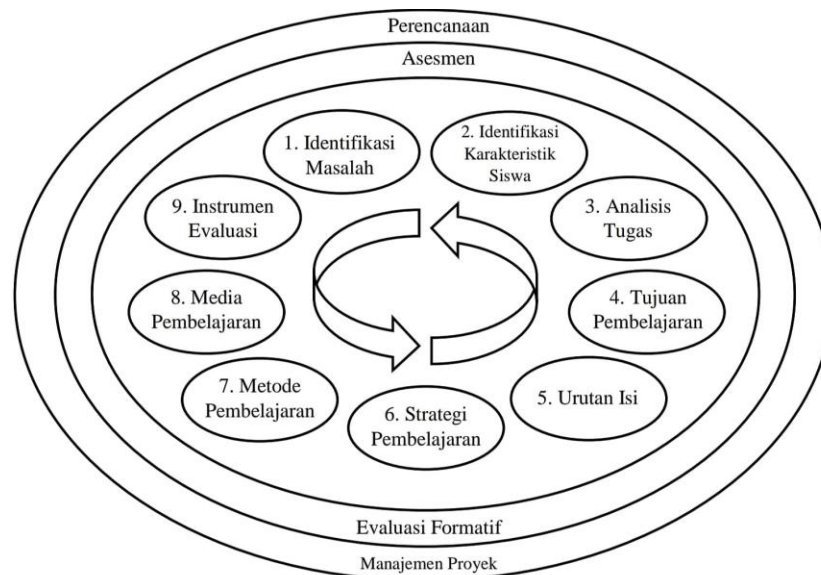 Perencanaan
Asesmen
1. Identifikasi
Masalah
2. Identifikasi
Karakteristik
Siswa
3. Analisis
Tugas
4. Tujuan
Pembelajaran
5. Urutan Isi
6. Strategi
Pembelajaran
7. Metode
Pembelajaran
8. Media
Pembelajaran
9. Instrumen
Evaluasi
Evaluasi Formatif
Manajemen Proyek